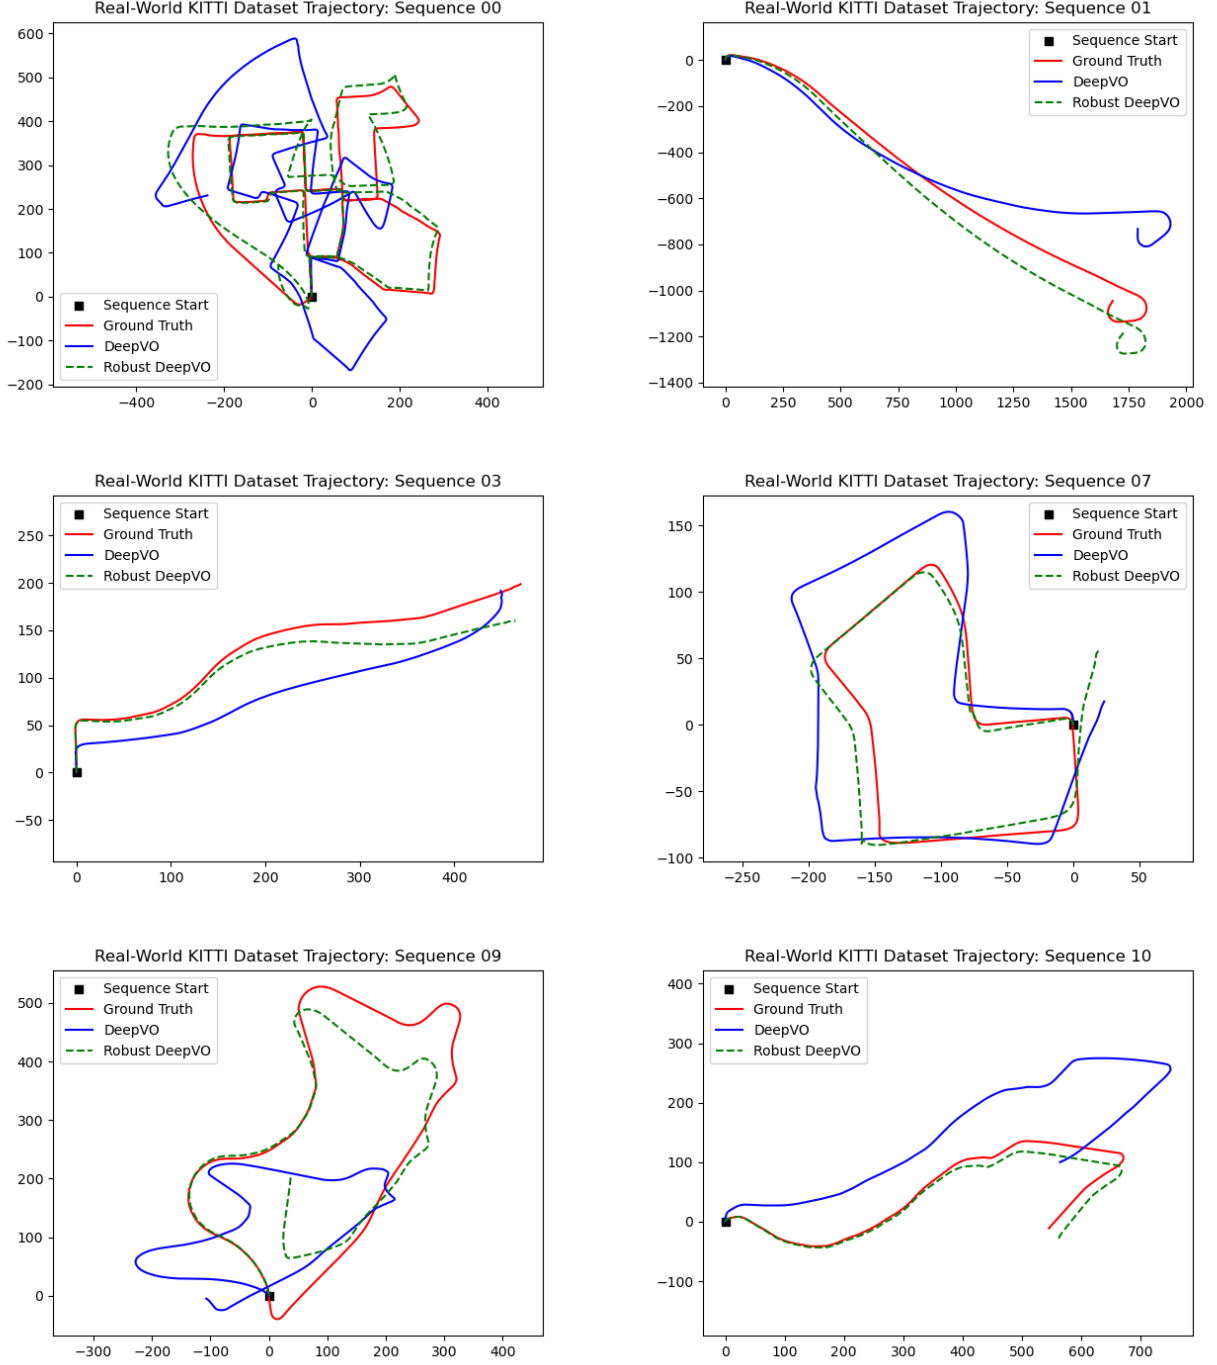 Real-World KITTI Dataset Trajectory: Sequence 00
600
500
400
300
200
100
0
−100
−200
−400
−200
0
200
400
Sequence Start
Ground Truth
DeepVO
Robust DeepVO
Real-World KITTI Dataset Trajectory: Sequence 01
0
−200
−400
−600
−800
−1000
−1200
−1400
0
250
500
750
1000
1250
1500
1750
2000
Sequence Start
Ground Truth
DeepVO
Robust DeepVO
Real-World KITTI Dataset Trajectory: Sequence 03
250
200
150
100
50
0
−50
0
100
200
300
400
Sequence Start
Ground Truth
DeepVO
Robust DeepVO
Real-World KITTI Dataset Trajectory: Sequence 07
150
100
50
0
−50
−100
−250
−200
−150
−100
−50
0
50
Sequence Start
Ground Truth
DeepVO
Robust DeepVO
Real-World KITTI Dataset Trajectory: Sequence 09
500
400
300
200
100
0
−300
−200
−100
0
100
200
300
400
Sequence Start
Ground Truth
DeepVO
Robust DeepVO
Real-World KITTI Dataset Trajectory: Sequence 10
400
300
200
100
0
−100
0
100
200
300
400
500
600
700
Sequence Start
Ground Truth
DeepVO
Robust DeepVO